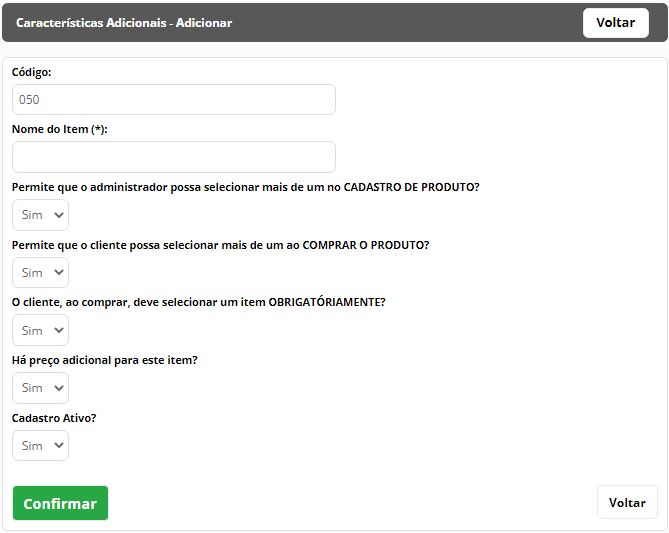 Características Adicionais - Adicionar
Voltar
Código:
050
Nome do Item (*):
Permite que o administrador possa selecionar mais de um no CADASTRO DE PRODUTO?
Sim
Permite que o cliente possa selecionar mais de um ao COMPRAR O PRODUTO?
Sim
O cliente, ao comprar, deve selecionar um item OBRIGATÓRIAMENTE?
Sim
Há preço adicional para este item?
Sim
Cadastro Ativo?
Sim
Confirmar
Voltar